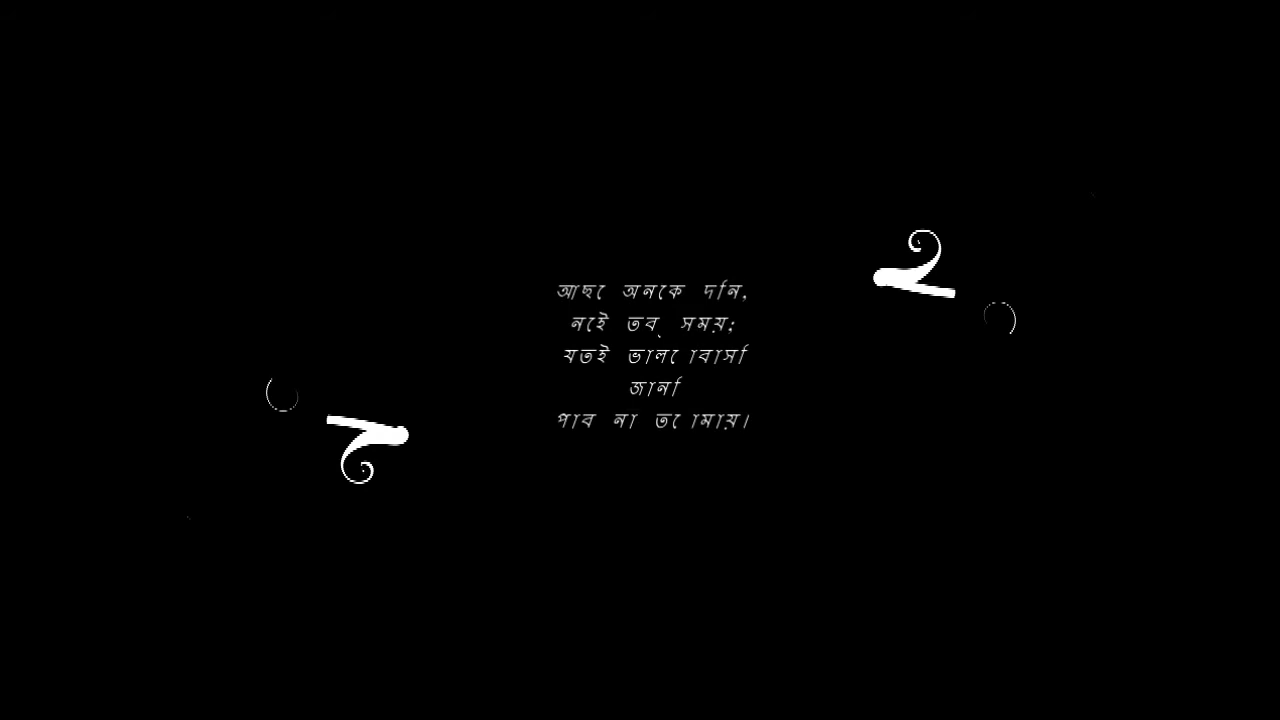 আছে অনেক দিন,
নেই তবু সময়;
যতই ভালোবাসি
জানি
পাব না তোমায়।